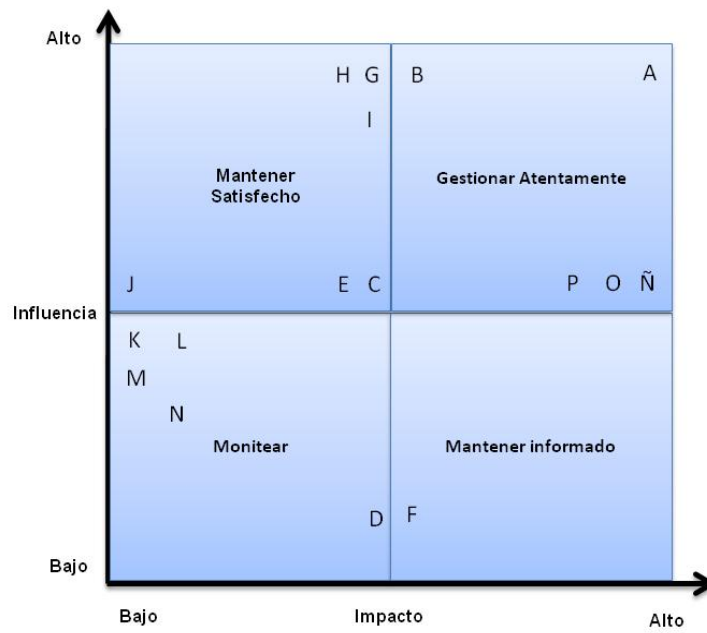 Alto
H G B A
I
Mantener
Satisfecho
Gestionar Atentamente
J E C P O Ñ
Influencia
K L
M
N
Monitear
Mantener informado
D F
Bajo
Bajo Impacto Alto